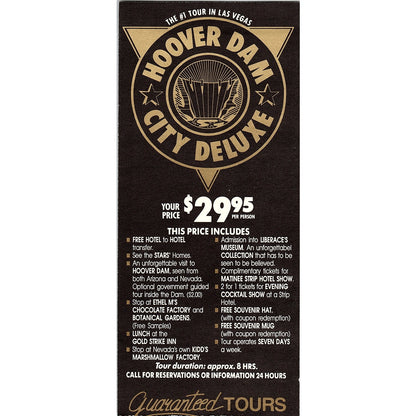 THE #1 TOUR IN LAS VEGAS
HOOVER DAM
CITY DELUXE
YOUR PRICE $29.95 PER PERSON
THIS PRICE INCLUDES
FREE HOTEL to HOTEL
transfer.
See the STARS' Homes.
An unforgettable visit to
HOOVER DAM, seen from
both Arizona and Nevada.
Optional government guided
tour inside the Dam. ($2.00)
Stop at ETHEL M'S
CHOCOLATE FACTORY and
BOTANICAL GARDENS.
(Free Samples)
LUNCH at the
GOLD STRIKE INN
Stop at Nevada's own KIDD'S
MARSHMALLOW FACTORY.
Admission into LIBERACE'S
MUSEUM. An unforgettabel
COLLECTION that has to be
seen to be believed.
Complimentary tickets for
MATINEE STRIP HOTEL SHOW.
2 for 1 tickets for EVENING
COCKTAIL SHOW at a Strip
Hotel.
FREE SOUVENIR HAT.
(with coupon redemption)
FREE SOUVENIR MUG
(with coupon redemption)
Tour operates SEVEN DAYS
a week.
Tour duration: approx. 8 HRS.
CALL FOR RESERVATIONS OR INFORMATION 24 HOURS
Guaranteed TOURS